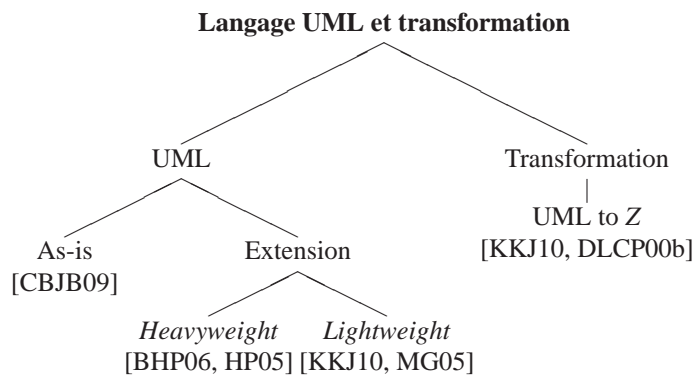 Langage UML et transformation
UML Transformation
UML to Z
As-is Extension [KKJ10, DLCP00b]
[CBJB09]
Heavyweight Lightweight
[BHP06, HP05] [KKJ10, MG05]